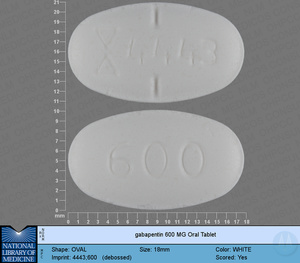 4443
600
mm
gabapentin 600 MG Oral Tablet
NATIONAL
LIBRARY OF
MEDICINE
Shape: OVAL Size: 18mm Color: WHITE
Imprint: 4443,600 (debossed) Scored: Yes